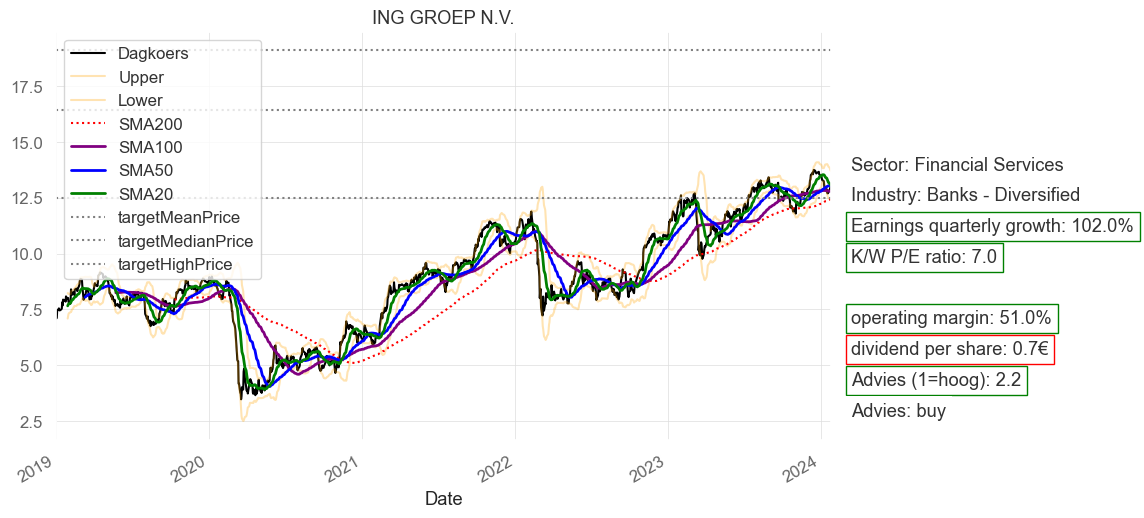 ING GROEP N.V.
Dagkoers
Upper
Lower
SMA200
SMA100
SMA50
SMA20
targetMeanPrice
targetMedianPrice
targetHighPrice
17.5
15.0
12.5
10.0
7.5
5.0
2.5
2019
2020
2021
2022
2023
2024
Date
Sector: Financial Services
Industry: Banks - Diversified
Earnings quarterly growth: 102.0%
K/W P/E ratio: 7.0
operating margin: 51.0%
dividend per share: 0.7€
Advies (1=hoog): 2.2
Advies: buy